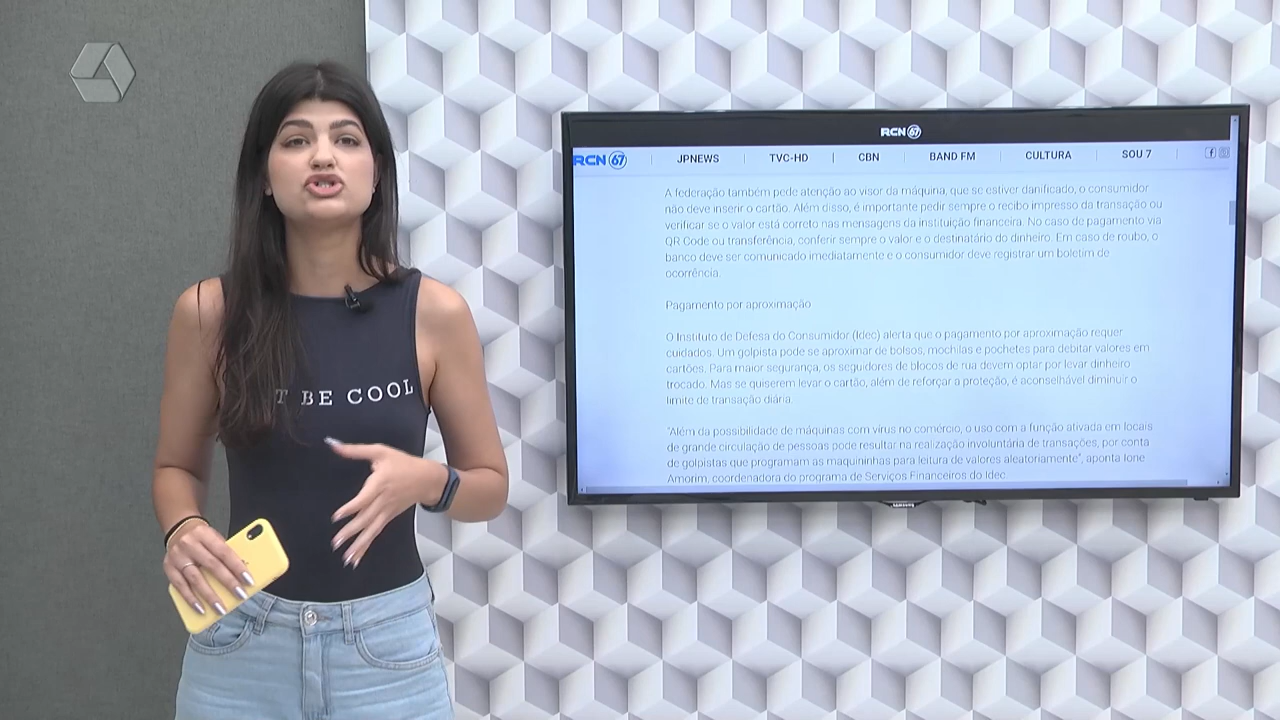 T BE COOL
RCN 67
RCN 67
JPNEWS
TVC-HD
CBN
BAND FM
CULTURA
SOU 7
A federação também pede atenção ao visor da máquina, que se estiver danificado, o consumidor
não deve inserir o cartão. Além disso, é importante pedir sempre o recibo impresso da transação ou
verificar se o valor está correto nas mensagens da instituição financeira. No caso de pagamento via
QR Code ou transferência, conferir sempre o valor e o destinatário do dinheiro. Em caso de roubo, o
banco deve ser comunicado imediatamente e o consumidor deve registrar um boletim de
ocorrência.
Pagamento por aproximação
O Instituto de Defesa do Consumidor (Idec) alerta que o pagamento por aproximação requer
cuidados. Um golpista pode se aproximar de bolsos, mochilas e pochetes para debitar valores em
cartões. Para maior segurança, os seguidores de blocos de rua devem optar por levar dinheiro
trocado. Mas se quiserem levar o cartão, além de reforçar a proteção, é aconselhável diminuir o
limite de transação diária.
"Além da possibilidade de máquinas com vírus no comércio, o uso com a função ativada em locais
de grande circulação de pessoas pode resultar na realização involuntária de transações, por conta
de golpistas que programam as maquininhas para leitura de valores aleatoriamente", aponta Ione
Amorim, coordenadora do programa de Serviços Financeiros do Idec
SAMSUNG